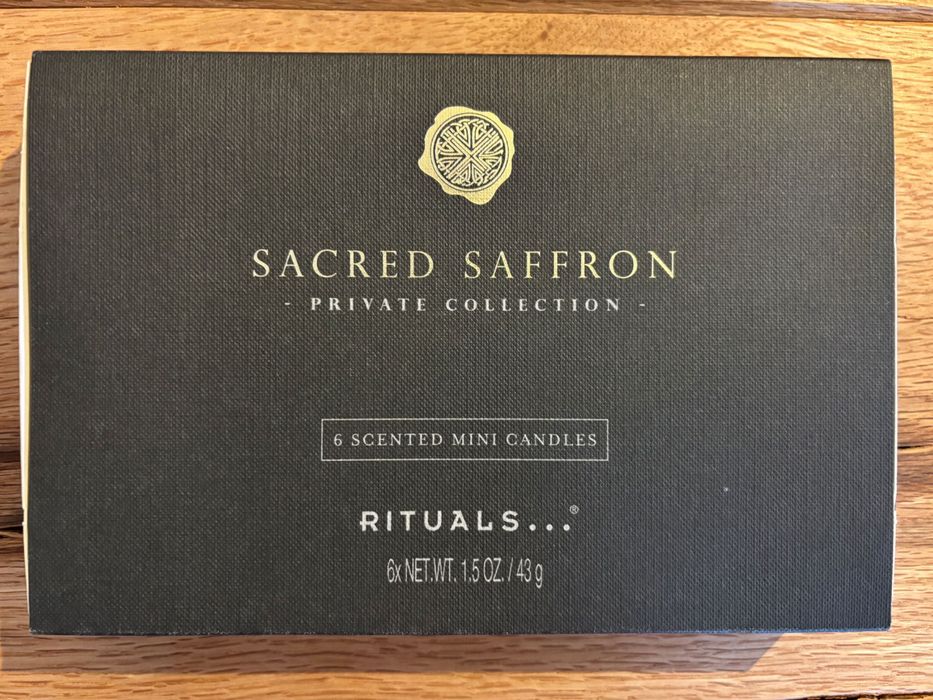 SACRED SAFFRON
- PRIVATE COLLECTION -
6 SCENTED MINI CANDLES
RITUALS...®
6x NET.WT. 1.5 OZ. / 43 g